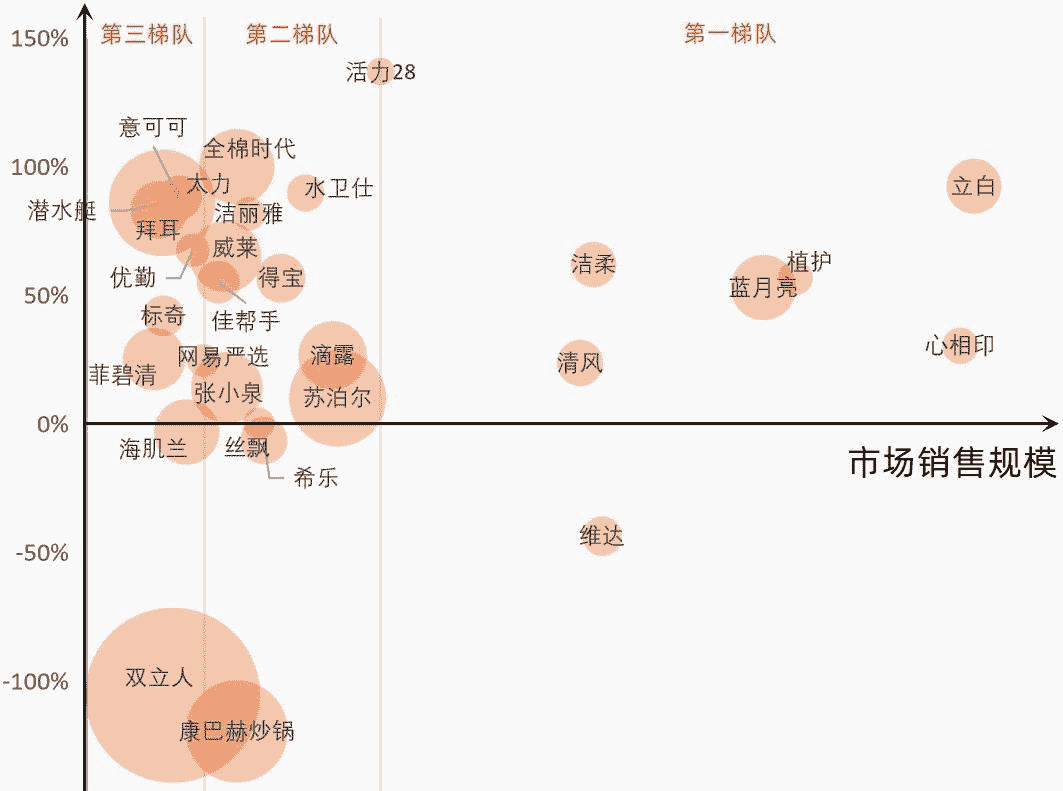 第三梯队
第二梯队
第一梯队
150%
活力28
意可可
全棉时代
100%
太力
水卫仕
立白
潜水艇
洁丽雅
拜耳
威莱
植护
洁柔
优勤
得宝
蓝月亮
50%
标奇
佳帮手
心相印
网易严选
滴露
清风
菲碧清
张小泉
苏泊尔
0%
海肌兰
丝飘
市场销售规模
希乐
维达
-50%
双立人
-100%
康巴赫炒锅